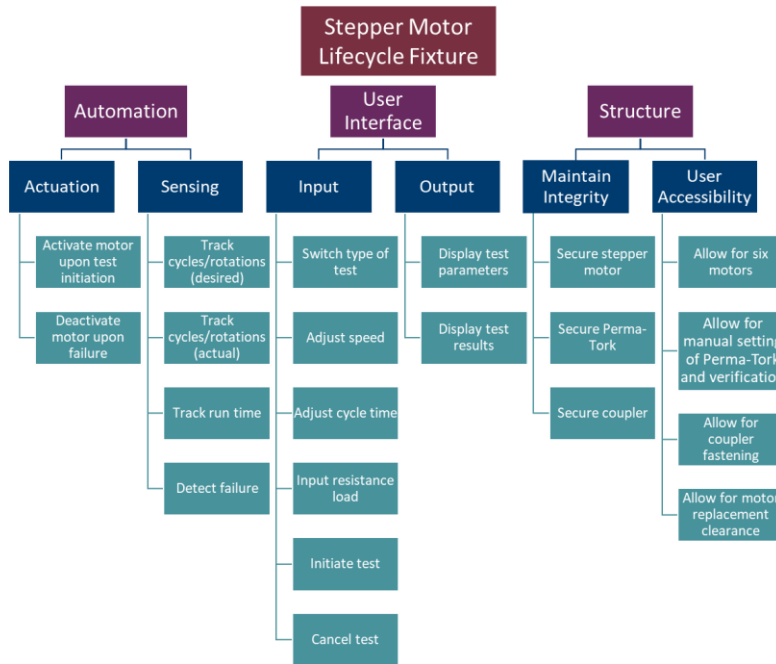 Stepper Motor
Lifecycle Fixture
Automation
User
Interface
Structure
Actuation
Sensing
Input
Output
Maintain
Integrity
User
Accessibility
Activate motor
upon test
initiation
Deactivate
motor upon
failure
Track
cycles/rotations
(desired)
Track
cycles/rotations
(actual)
Track run time
Detect failure
Switch type of
test
Adjust speed
Adjust cycle time
Input resistance
load
Initiate test
Cancel test
Display test
parameters
Display test
results
Secure stepper
motor
Secure Perma-
Tork
Secure coupler
Allow for six
motors
Allow for
manual setting
of Perma-Tork
and verification
Allow for
coupler
fastening
Allow for motor
replacement
clearance